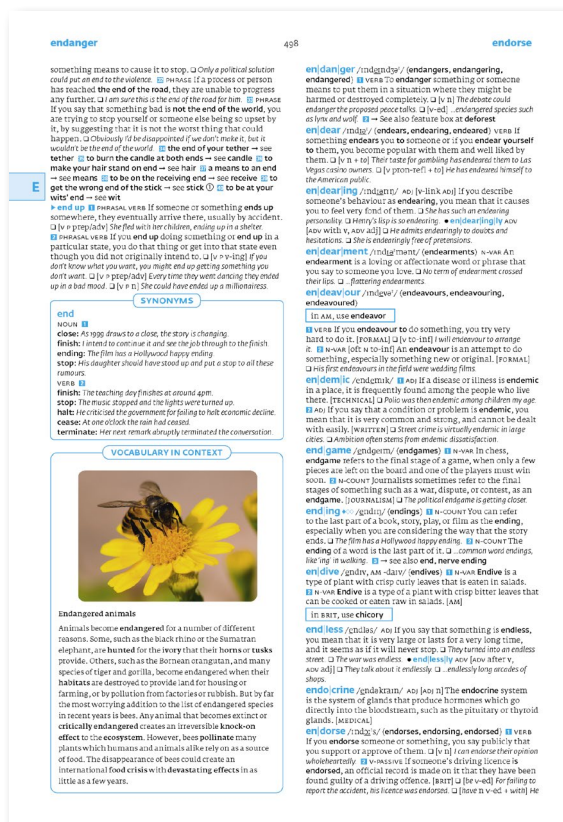 endanger
498
endorse
something means to cause it to stop. ❏ Only a political solution
could put an end to the violence. PHRASE If a process or person
has reached the end of the road, they are unable to progress
any further. ❏ I am sure this is the end of the road for him. PHRASE
If you say that something bad is not the end of the world, you
are trying to stop yourself or someone else being so upset by
it, by suggesting that it is not the worst thing that could
happen. ❏ Obviously I'd be disappointed if we don't make it, but it
wouldn't be the end of the world. the end of your tether → see
tether to burn the candle at both ends → see candle to
make your hair stand on end → see hair a means to an end
→ see means to be on the receiving end → see receive to
get the wrong end of the stick → see stick ① to be at your
wits' end → see wit
E
▶ end up 1 PHRASAL VERB If someone or something ends up
somewhere, they eventually arrive there, usually by accident.
❏ [V P prep/adv] She fled with her children, ending up in a shelter.
2 PHRASAL VERB If you end up doing something or end up in a
particular state, you do that thing or get into that state even
though you did not originally intend to. ❏ [V P v-ing] If you
don't know what you want, you might end up getting something you
don't want. ❏ [V P prep/adv] Every time they went dancing they ended
up in a bad mood. ❏ [V P n] She could have ended up a millionairess.
SYNONYMS
end
NOUN 1
close: As 1999 draws to a close, the story is changing.
finish: I intend to continue it and see the job through to the finish
ending: The film has a Hollywood happy ending.
stop: His daughter should have stood up and put a stop to all these
rumours.
VERB 2
finish: The teaching day finishes at around 4pm.
stop: The music stopped and the lights were turned up.
halt: He criticised the government for failing to halt economic decline.
cease: At one o'clock the rain had ceased.
terminate: Her next remark abruptly terminated the conversation.
VOCABULARY IN CONTEXT
Endangered animals
Animals become endangered for a number of different
reasons. Some, such as the black rhino or the Sumatran
elephant, are hunted for the ivory that their horns or tusks
provide. Others, such as the Bornean orangutan, and many
species of tiger and gorilla, become endangered when their
habitats are destroyed to provide land for housing or
farming, or by pollution from factories or rubbish. But by far
the most worrying addition to the list of endangered species
in recent years is bees. Any animal that becomes extinct or
critically endangered creates an irreversible knock-on
effect to the ecosystem. However, bees pollinate many
plants which humans and animals alike rely on as a source
of food. The disappearance of bees could create an
international food crisis with devastating effects in as
little as a few years.
en|dan|ger (endangers, endangering,
endangered) 1 VERB To endanger something or someone
means to put them in a situation where they might be
harmed or destroyed completely. ❏ [V n] The debate could
endanger the proposed peace talks. ❏ [V-ed] ...endangered species such
as lynx and wolf. 2 → See also feature box at deforest
en|dear (endears, endearing, endeared) VERB If
something endears you to someone or if you endear yourself
to them, you become popular with them and well liked by
them. ❏ [V n + to] Their taste for gambling has endeared them to Las
Vegas casino owners. ❏ [V pron-refl + to] He has endeared himself to
the American public.
en|dear|ing ADJ [v-link ADJ] If you describe
someone's behaviour as endearing, you mean that it causes
you to feel very fond of them. ❏ She has such an endearing
personality. ❏ Henry's lisp is so endearing. ● en|dear|ing|ly ADV
[ADV with v, ADV adj] ❏ He admits endearingly to doubts and
hesitations. ❏ She is endearingly free of pretensions.
en|dear|ment (endearments) N-VAR An
endearment is a loving or affectionate word or phrase that
you say to someone you love. ❏ No term of endearment crossed
their lips. ❏ ...flattering endearments.
en|deav|our (endeavours, endeavouring,
endeavoured)
in AM, use endeavor
1 VERB If you endeavour to do something, you try very
hard to do it. [FORMAL] ❏ [V to-inf] I will endeavour to arrange
it. 2 N-VAR [oft N to-inf] An endeavour is an attempt to do
something, especially something new or original. [FORMAL]
❏ His first endeavours in the field were wedding films.
en|dem|ic 1 ADJ If a disease or illness is endemic
in a place, it is frequently found among the people who live
there. [TECHNICAL] ❏ Polio was then endemic among children my age.
2 ADJ If you say that a condition or problem is endemic, you
mean that it is very common and strong, and cannot be dealt
with easily. [WRITTEN] ❏ Street crime is virtually endemic in large
cities. ❏ Ambition often stems from endemic dissatisfaction.
end|game (endgames) 1 N-VAR In chess,
endgame refers to the final stage of a game, when only a few
pieces are left on the board and one of the players must win
soon. 2 N-COUNT Journalists sometimes refer to the final
stages of something such as a war, dispute, or contest, as an
endgame. [JOURNALISM] ❏ The political endgame is getting closer.
end|ing (endings) 1 N-COUNT You can refer
to the last part of a book, story, play, or film as the ending,
especially when you are considering the way that the story
ends. ❏ The film has a Hollywood happy ending. 2 N-COUNT The
ending of a word is the last part of it. ❏ ...common word endings,
like 'ing' in walking. 3 → see also end, nerve ending
en|dive (endives) 1 N-VAR Endive is a
type of plant with crisp curly leaves that is eaten in salads.
2 N-VAR Endive is a type of plant with crisp bitter leaves that
can be cooked or eaten raw in salads. [AM]
in BRIT, use chicory
end|less ADJ If you say that something is endless,
you mean that it is very large or lasts for a very long time,
and it seems as if it will never stop. ❏ They turned into an endless
street. ❏ The war was endless. ● end|less|ly ADV [ADV after v,
ADV adj] ❏ They talk about it endlessly. ❏ ...endlessly long arcades of
shops.
endo|crine ADJ [ADJ n] The endocrine system
is the system of glands that produce hormones which go
directly into the bloodstream, such as the pituitary or thyroid
glands. [MEDICAL]
en|dorse (endorses, endorsing, endorsed) 1 VERB
If you endorse someone or something, you say publicly that
you support or approve of them. ❏ [V n] I can endorse their opinion
wholeheartedly. 2 V-PASSIVE If someone's driving licence is
endorsed, an official record is made on it that they have been
found guilty of a driving offence. [BRIT] ❏ [be V-ed] For failing to
report the accident, his licence was endorsed. ❏ [have n V-ed + with] He